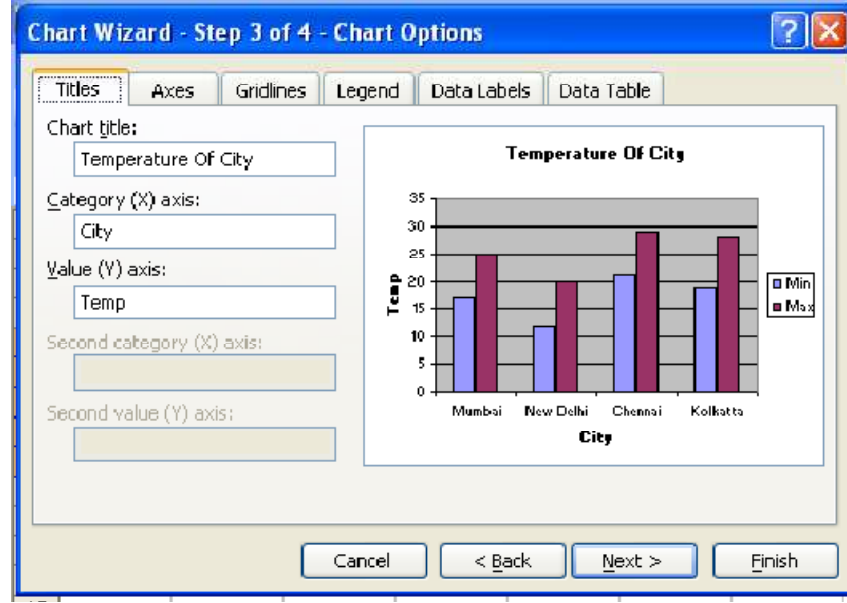 Chart Wizard - Step 3 of 4 - Chart Options
Titles Axes Gridlines Legend Data Labels Data Table
Chart title:
Temperature Of City
Category (X) axis:
City
Value (Y) axis:
Temp
Second category (X) axis:
Second value (Y) axis:
Temperature Of City
35
30
25
20
15
10
5
0
Temp
Mumbai New Delhi Chennai Kolkatta
City
Min
Max
Cancel < Back Next > Finish